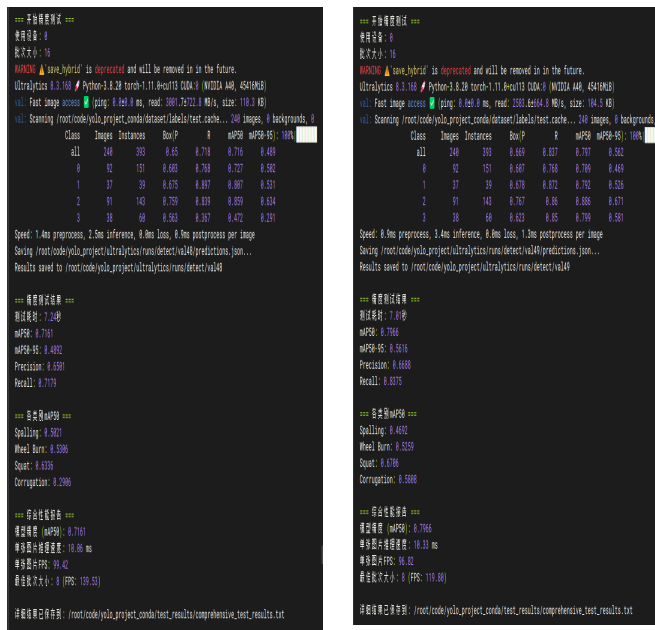 === 开始精度测试 ===
使用设备: 0
批次大小: 16
WARNING ⚠️'save_hybrid' is deprecated and will be removed in in the future.
Ultralytics 8.3.168 🚀 Python-3.8.20 torch-1.11.0+cu113 CUDA:0 (NVIDIA A40, 45416MiB)
val: Fast image access ✅ (ping: 0.0±0.0 ms, read: 3001.7±722.8 MB/s, size: 110.3 KB)
val: Scanning /root/code/yolo_project_conda/dataset/labels/test.cache... 240 images, 0 backgrounds, 0
Class Images Instances Box(P R mAP50 mAP50-95): 100%
all 240 393 0.65 0.718 0.716 0.489
0 92 151 0.603 0.768 0.727 0.502
1 37 39 0.675 0.897 0.807 0.531
2 91 143 0.759 0.839 0.859 0.634
3 38 60 0.563 0.367 0.472 0.291
Speed: 1.4ms preprocess, 2.5ms inference, 0.0ms loss, 0.9ms postprocess per image
Saving /root/code/yolo_project/ultralytics/runs/detect/val48/predictions.json...
Results saved to /root/code/yolo_project/ultralytics/runs/detect/val48
=== 精度测试结果 ===
测试耗时: 7.24秒
mAP50: 0.7161
mAP50-95: 0.4892
Precision: 0.6501
Recall: 0.7179
=== 各类别mAP50 ===
Spalling: 0.5021
Wheel Burn: 0.5306
Squat: 0.6336
Corrugation: 0.2906
=== 综合性能报告 ===
模型精度 (mAP50): 0.7161
单张图片推理速度: 10.06 ms
单张图片FPS: 99.42
最佳批次大小: 8 (FPS: 139.53)
详细结果已保存到: /root/code/yolo_project_conda/test_results/comprehensive_test_results.txt
=== 开始精度测试 ===
使用设备: 0
批次大小: 16
WARNING ⚠️'save_hybrid' is deprecated and will be removed in in the future.
Ultralytics 8.3.168 🚀 Python-3.8.20 torch-1.11.0+cu113 CUDA:0 (NVIDIA A40, 45416MiB)
val: Fast image access ✅ (ping: 0.0±0.0 ms, read: 2583.6±664.8 MB/s, size: 104.5 KB)
val: Scanning /root/code/yolo_project_conda/dataset/labels/test.cache... 240 images, 0 backgrounds,
Class Images Instances Box(P R mAP50 mAP50-95): 100%
all 240 393 0.669 0.837 0.797 0.562
0 92 151 0.607 0.768 0.709 0.469
1 37 39 0.678 0.872 0.792 0.526
2 91 143 0.767 0.86 0.886 0.671
3 38 60 0.623 0.85 0.799 0.581
Speed: 0.9ms preprocess, 3.4ms inference, 0.0ms loss, 1.3ms postprocess per image
Saving /root/code/yolo_project/ultralytics/runs/detect/val49/predictions.json...
Results saved to /root/code/yolo_project/ultralytics/runs/detect/val49
=== 精度测试结果 ===
测试耗时: 7.01秒
mAP50: 0.7966
mAP50-95: 0.5616
Precision: 0.6688
Recall: 0.8375
=== 各类别mAP50 ===
Spalling: 0.4692
Wheel Burn: 0.5259
Squat: 0.6706
Corrugation: 0.5808
=== 综合性能报告 ===
模型精度 (mAP50): 0.7966
单张图片推理速度: 10.33 ms
单张图片FPS: 96.82
最佳批次大小: 8 (FPS: 119.80)
详细结果已保存到: /root/code/yolo_project_conda/test_results/comprehensive_test_results.txt